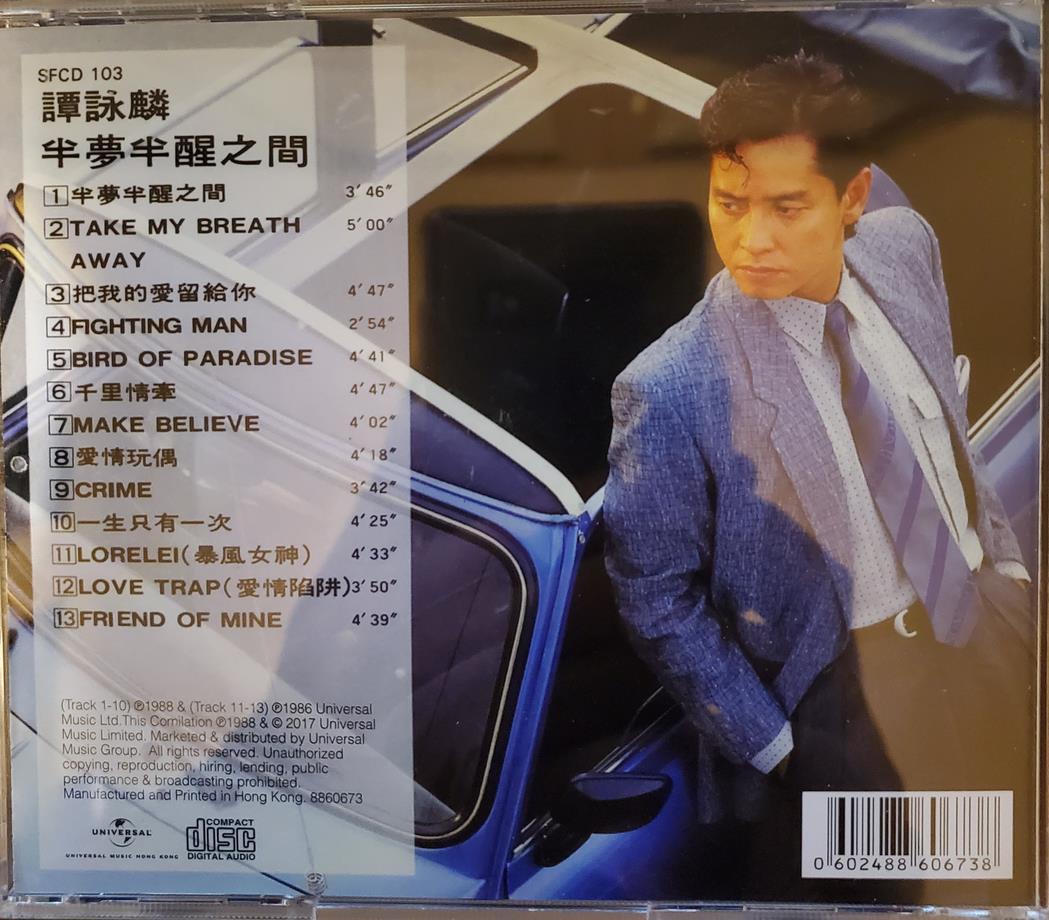 SFCD 103
譚詠麟
半夢半醒之間
1 半夢半醒之間 3′46″
2 TAKE MY BREATH 5′00″
AWAY
3 把我的愛留給你 4′47″
4 FIGHTING MAN 2′54″
5 BIRD OF PARADISE 4′41″
6 千里情牽 4′47″
7 MAKE BELIEVE 4′02″
8 愛情玩偶 4′18″
9 CRIME 3′42″
10 一生只有一次 4′25″
11 LORELEI(暴風女神) 4′33″
12 LOVE TRAP(愛情陷阱) 3′50″
13 FRIEND OF MINE 4′39″
(Track 1-10) ℗1988 & (Track 11-13) ℗1986 Universal
Music Ltd.This Comilation ℗1988 & © 2017 Universal
Music Limited. Marketed & distributed by Universal
Music Group. All rights reserved. Unauthorized
copying, reproduction, hiring, lending, public
performance & broadcasting prohibited.
Manufactured and Printed in Hong Kong. 8860673
UNIVERSAL
UNIVERSAL MUSIC HONG KONG
COMPACT
disc
DIGITAL AUDIO
0 602488 606738